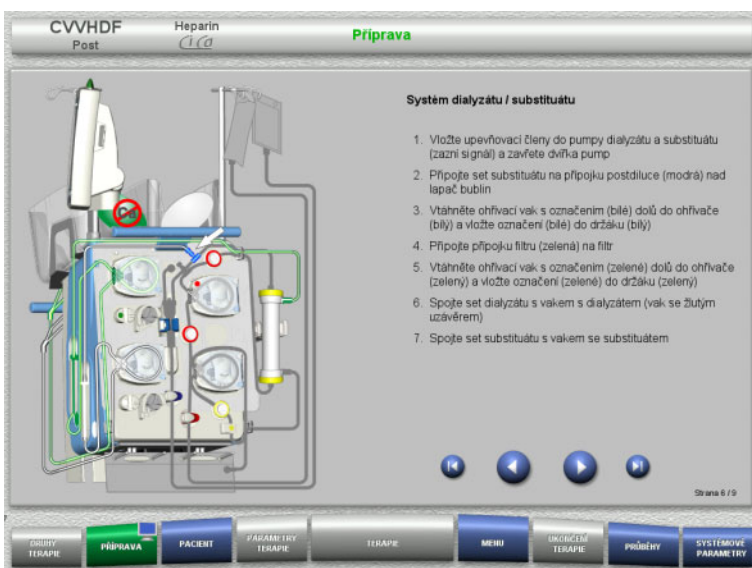 CVVHDF
Post
Heparin
CiCa
Příprava
Systém dialyzátu / substituátu
1. Vložte upevňovací členy do pumpy dialyzátu a substituátu
(zazní signál) a zavřete dvířka pump
2. Připojte set substituátu na přípojku postdiluce (modrá) nad
lapač bublin
3. Vtáhněte ohřívací vak s označením (bílé) dolů do ohřívače
(bílý) a vložte označení (bílé) do držáku (bílý)
4. Připojte přípojku filtru (zelená) na filtr
5. Vtáhněte ohřívací vak s označením (zelené) dolů do ohřívače
(zelený) a vložte označení (zelené) do držáku (zelený)
6. Spojte set dialyzátu s vakem s dialyzátem (vak se žlutým
uzávěrem)
7. Spojte set substituátu s vakem se substituátem
Ca
Strana 6 / 9
DRUHY
TERAPIE
PŘÍPRAVA
PACIENT
PARAMETRY
TERAPIE
TERAPIE
MENU
UKONČENÍ
TERAPIE
PRŮBĚHY
SYSTÉMOVÉ
PARAMETRY